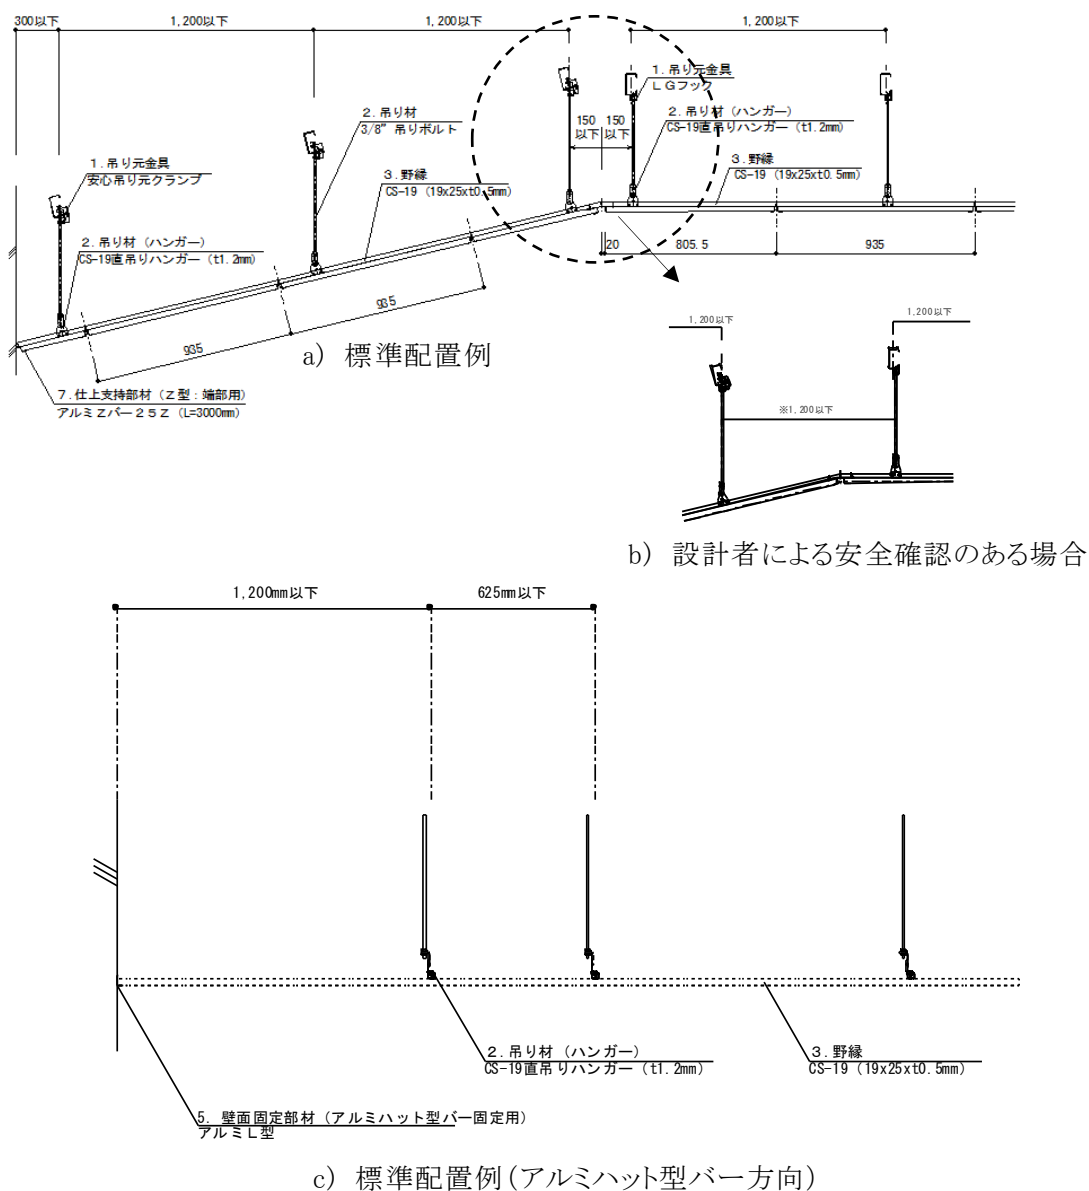 300以下
1,200以下
1,200以下
1,200以下
1.吊り元金具
LGフック
2.吊り材
3/8" 吊りボルト
150
以下
150
以下
2.吊り材 (ハンガー)
CS-19直吊りハンガー (t1.2mm)
1.吊り元金具
安心吊り元クランプ
3.野縁
CS-19 (19x25xt0.5mm)
3.野縁
CS-19 (19x25xt0.5mm)
2.吊り材 (ハンガー)
CS-19直吊りハンガー (t1.2mm)
20
805.5
935
935
935
a) 標準配置例
7.仕上支持部材 (Z型:端部用)
アルミZバー25Z (L=3000mm)
1,200以下
1,200以下
※1,200以下
b) 設計者による安全確認のある場合
1,200mm以下
625mm以下
2.吊り材 (ハンガー)
CS-19直吊りハンガー (t1.2mm)
3.野縁
CS-19 (19x25xt0.5mm)
5. 壁面固定部材 (アルミハット型バー固定用)
アルミL型
c) 標準配置例(アルミハット型バー方向)